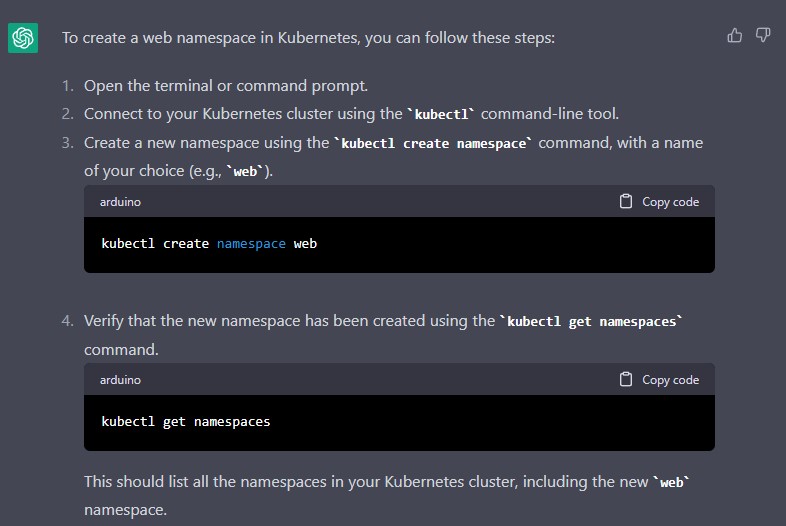 To create a web namespace in Kubernetes, you can follow these steps:
1. Open the terminal or command prompt.
2. Connect to your Kubernetes cluster using the `kubectl` command-line tool.
3. Create a new namespace using the `kubectl create namespace` command, with a name
of your choice (e.g., `web`).
arduino Copy code
kubectl create namespace web
4. Verify that the new namespace has been created using the `kubectl get namespaces`
command.
arduino Copy code
kubectl get namespaces
This should list all the namespaces in your Kubernetes cluster, including the new `web`
namespace.